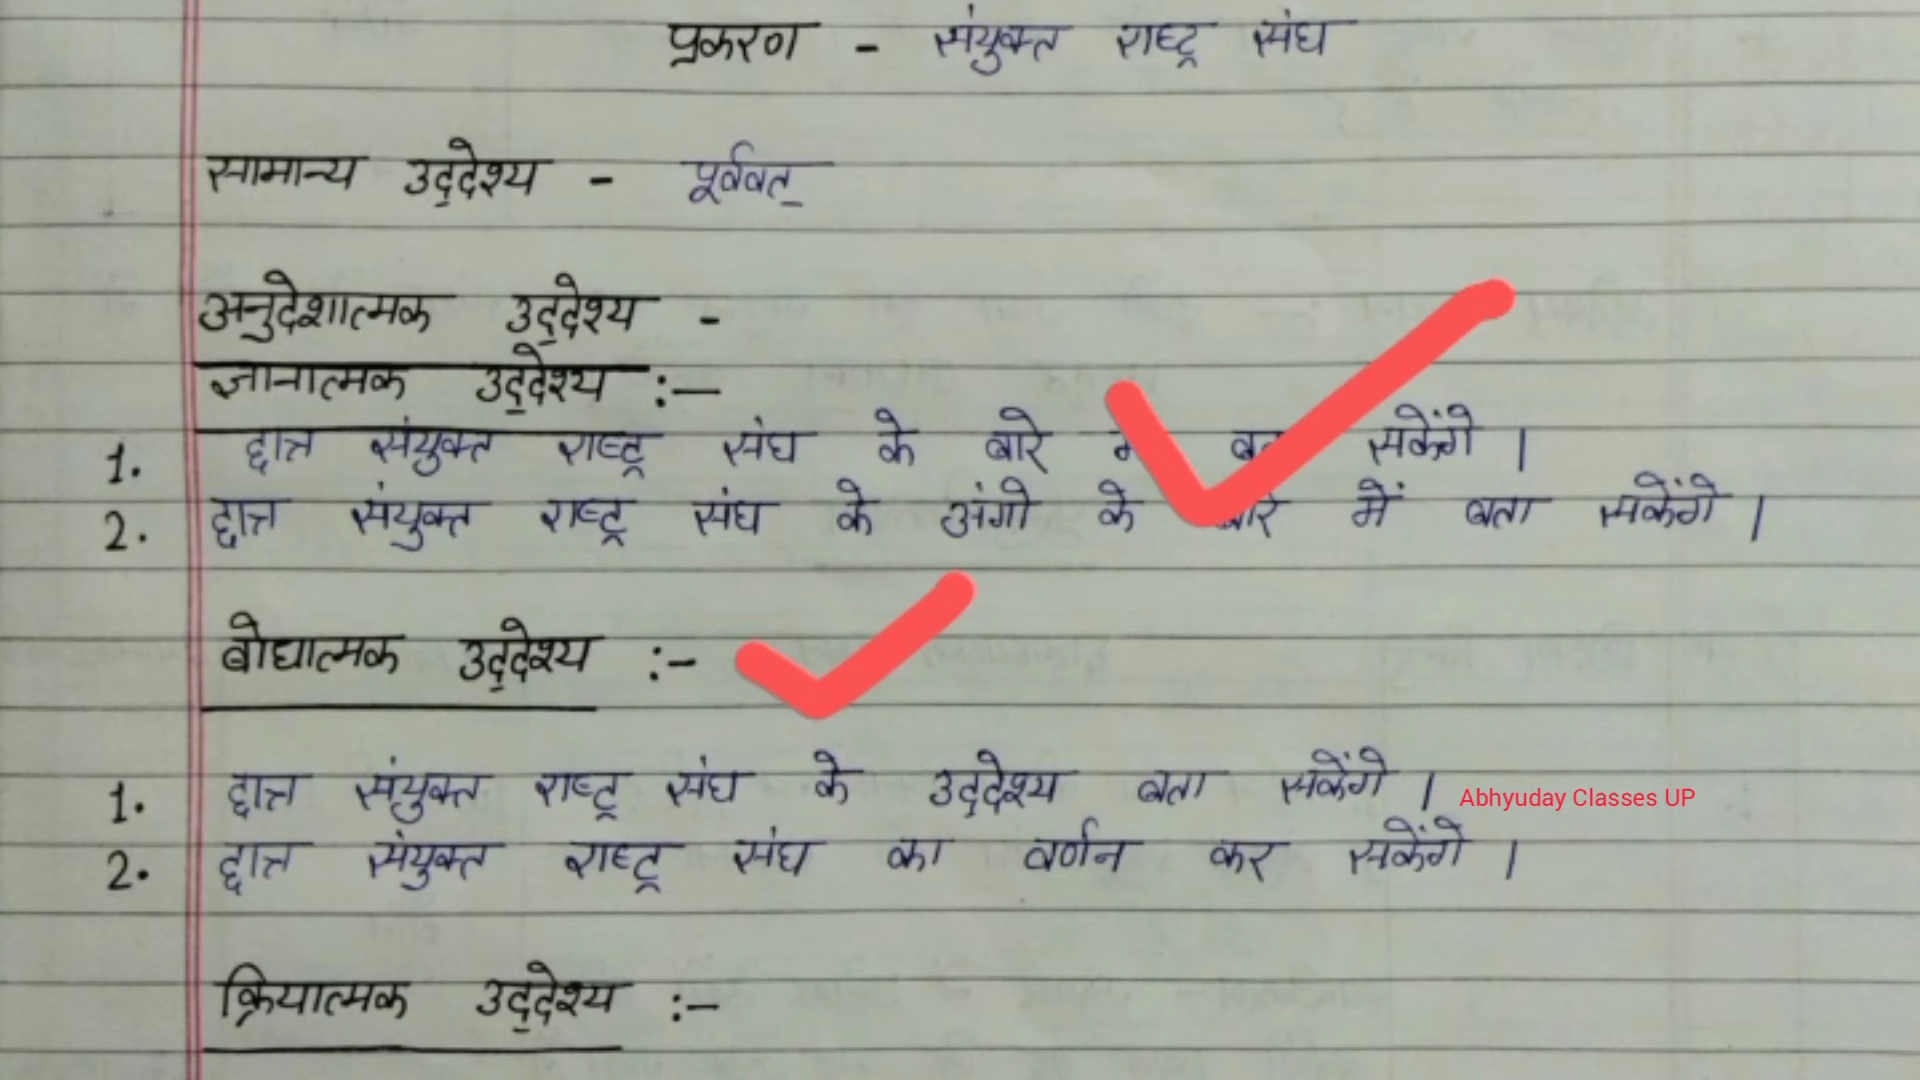 प्रकरण - संयुक्त राष्ट्र संघ
सामान्य उद्देश्य - पूर्ववत्
अनुदेशात्मक उद्देश्य -
ज्ञानात्मक उद्देश्य :-
1. छात्र संयुक्त राष्ट्र संघ के बारे सकेंगे ।
2. छात्र संयुक्त राष्ट्र संघ के अंगो के बारे में बता सकेंगे ।
बोधात्मक उद्देश्य :-
1. छात्र संयुक्त राष्ट्र संघ के उद्देश्य बता सकेंगे । Abhyuday Classes UP
2. छात्र संयुक्त राष्ट्र संघ का वर्णन कर सकेंगे ।
क्रियात्मक उद्देश्य :-